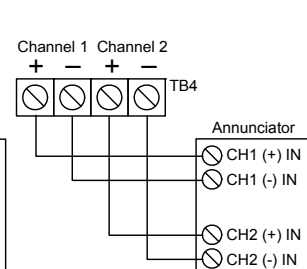 Channel 1 Channel 2
+ – + –
TB4
Annunciator
CH1 (+) IN
CH1 (-) IN
CH2 (+) IN
CH2 (-) IN